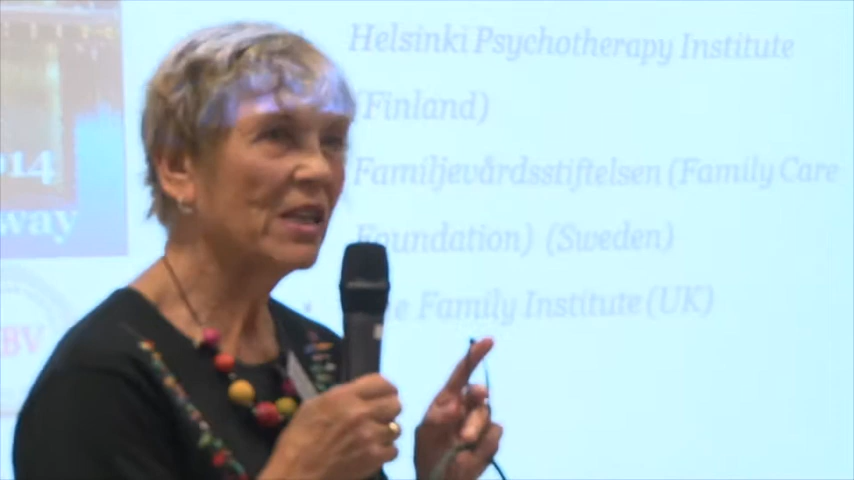 Helsinki Psychotherapy Institute
(Finland)
Familjevårdsstiftelsen (Family Care
Foundation) (Sweden)
Family Institute (UK)
014
way
BV